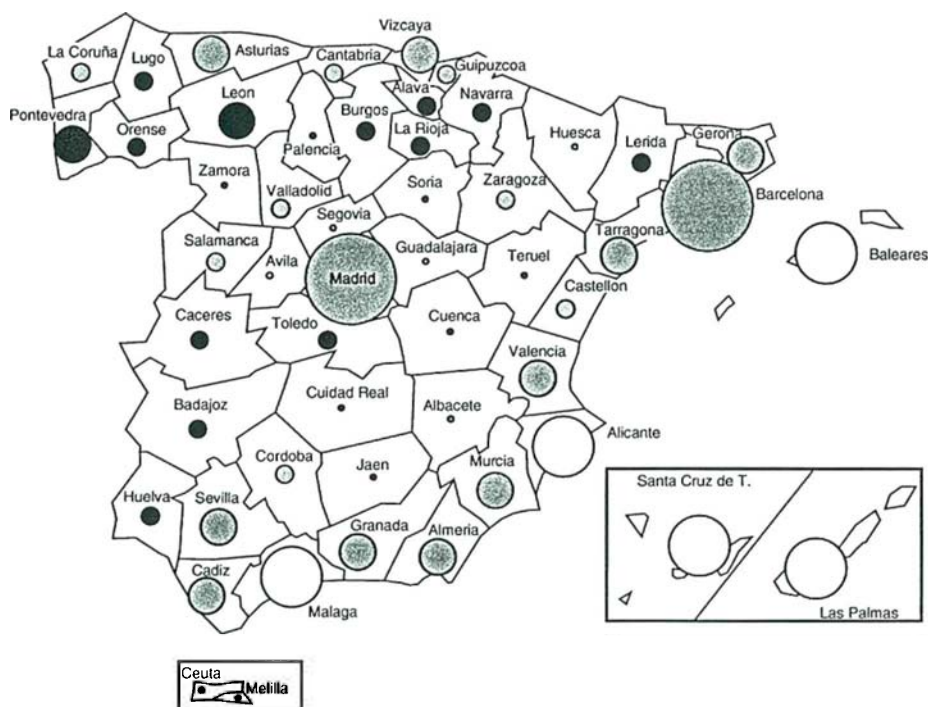 La Coruña
Lugo
Asturias
Cantabria
Vizcaya
Guipuzcoa
Alava
Navarra
Pontevedra
Orense
Leon
Palencia
Burgos
La Rioja
Huesca
Lerida
Gerona
Barcelona
Zamora
Valladolid
Soria
Zaragoza
Segovia
Salamanca
Avila
Madrid
Guadalajara
Teruel
Tarragona
Baleares
Castellon
Caceres
Toledo
Cuenca
Valencia
Badajoz
Cuidad Real
Albacete
Alicante
Cordoba
Jaen
Murcia
Huelva
Sevilla
Granada
Almeria
Cadiz
Malaga
Santa Cruz de T.
Las Palmas
Ceuta
Melilla